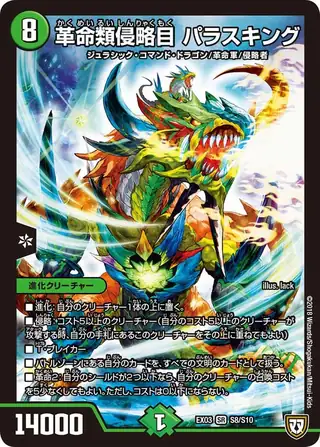 8
かくめいるいしんりゃくもく
革命類侵略目 パラスキング
ジュラシック・コマンド・ドラゴン/革命軍/侵略者
illus. lack
進化クリーチャー
■進化:自分のクリーチャー1体の上に置く。
■侵略:コスト5以上のクリーチャー(自分のコスト5以上のクリーチャーが
攻撃する時、自分の手札にあるこのクリーチャーをその上に重ねてもよい)
■T・ブレイカー
■バトルゾーンにある自分のカードを、すべての文明のカードとして扱う。
■革命2:自分のシールドが2つ以下なら、自分のクリーチャーの召喚コスト
を5少なくしてもよい。ただし、コストは0以下にならない。
14000
1
EX03 SR S8/S10
©2018 Wizards/Shogakukan/Mitsui-Kids